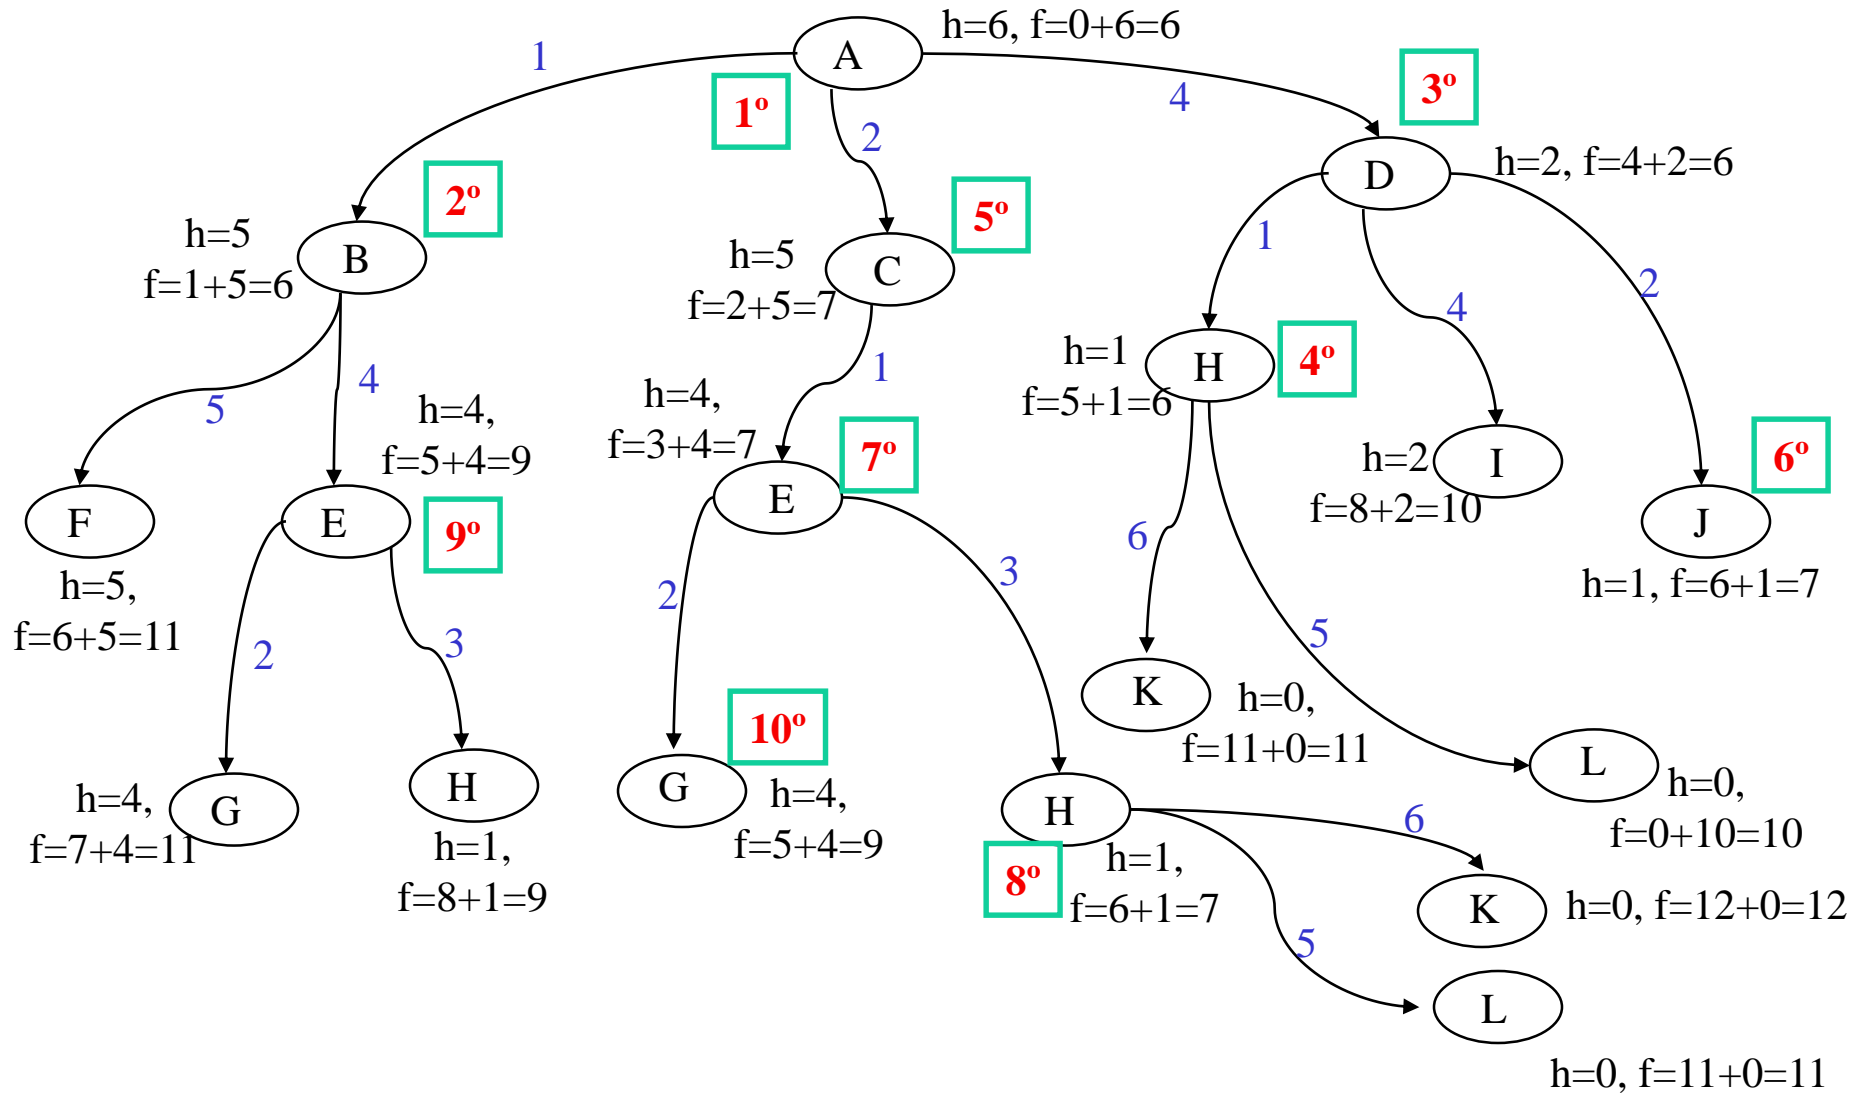 h=6, f=0+6=6
A
1
4
3º
1º
2
D
h=2, f=4+2=6
2º
5º
h=5
f=1+5=6
B
h=5
f=2+5=7
C
1
4
2
5
4
1
h=1
f=5+1=6
H
4º
h=4,
f=5+4=9
h=4,
f=3+4=7
7º
6º
h=2
f=8+2=10
I
F
E
9º
E
J
h=5,
f=6+5=11
h=1, f=6+1=7
6
2
3
2
3
5
K
h=0,
f=11+0=11
10º
L
h=0,
f=0+10=10
h=4,
f=7+4=11
G
H
h=1,
f=8+1=9
G
h=4,
f=5+4=9
H
8º
h=1,
f=6+1=7
6
K
h=0, f=12+0=12
5
L
h=0, f=11+0=11